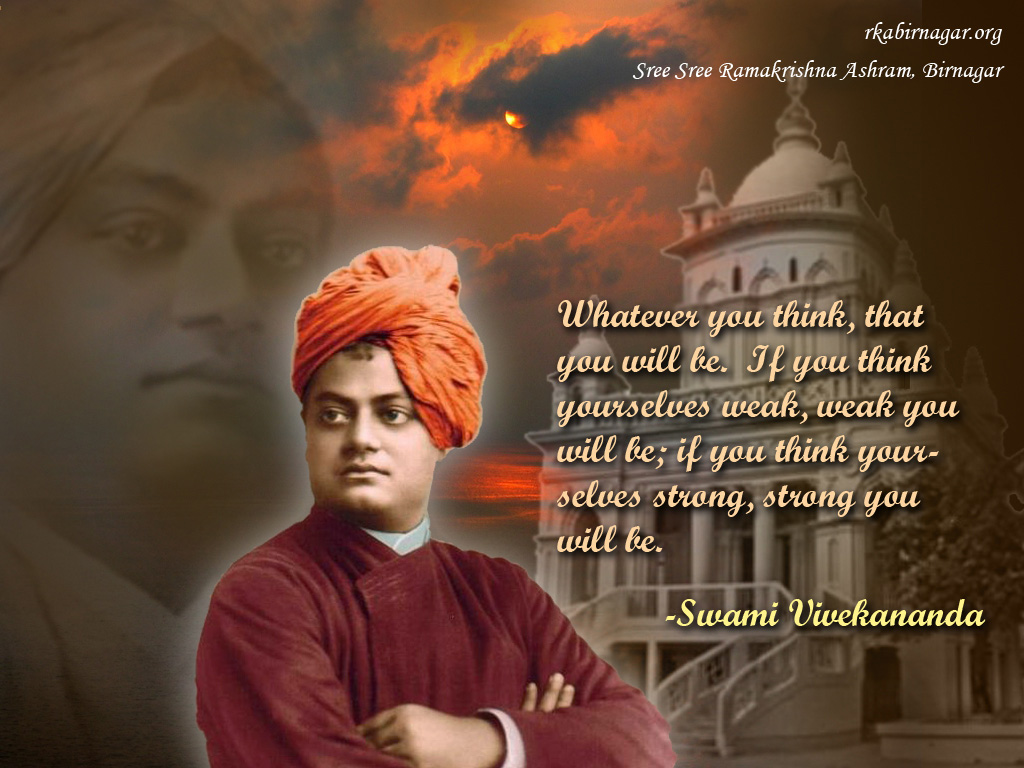 rkabirnagar.org
Sree Sree Ramakrishna Ashram, Birnagar
Whatever you think, that
you will be. If you think
yourselves weak, weak you
will be; if you think your-
selves strong, strong you
will be.
-Swami Vivekananda